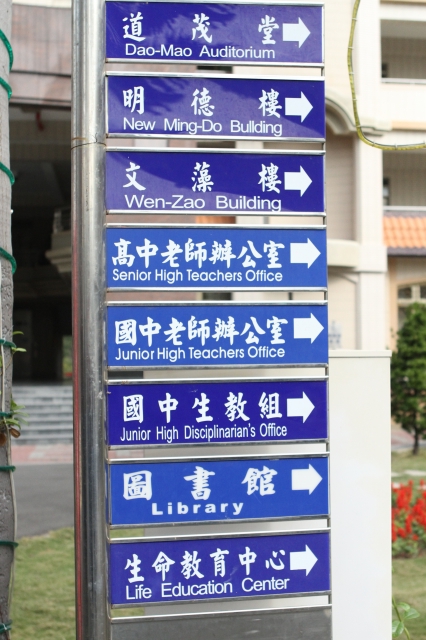 道茂堂
Dao-Mao Auditorium
明德樓
New Ming-Do Building
文藻樓
Wen-Zao Building
高中老師辦公室
Senior High Teachers Office
國中老師辦公室
Junior High Teachers Office
國中生教組
Junior High Disciplinarian's Office
圖書館
Library
生命教育中心
Life Education Center